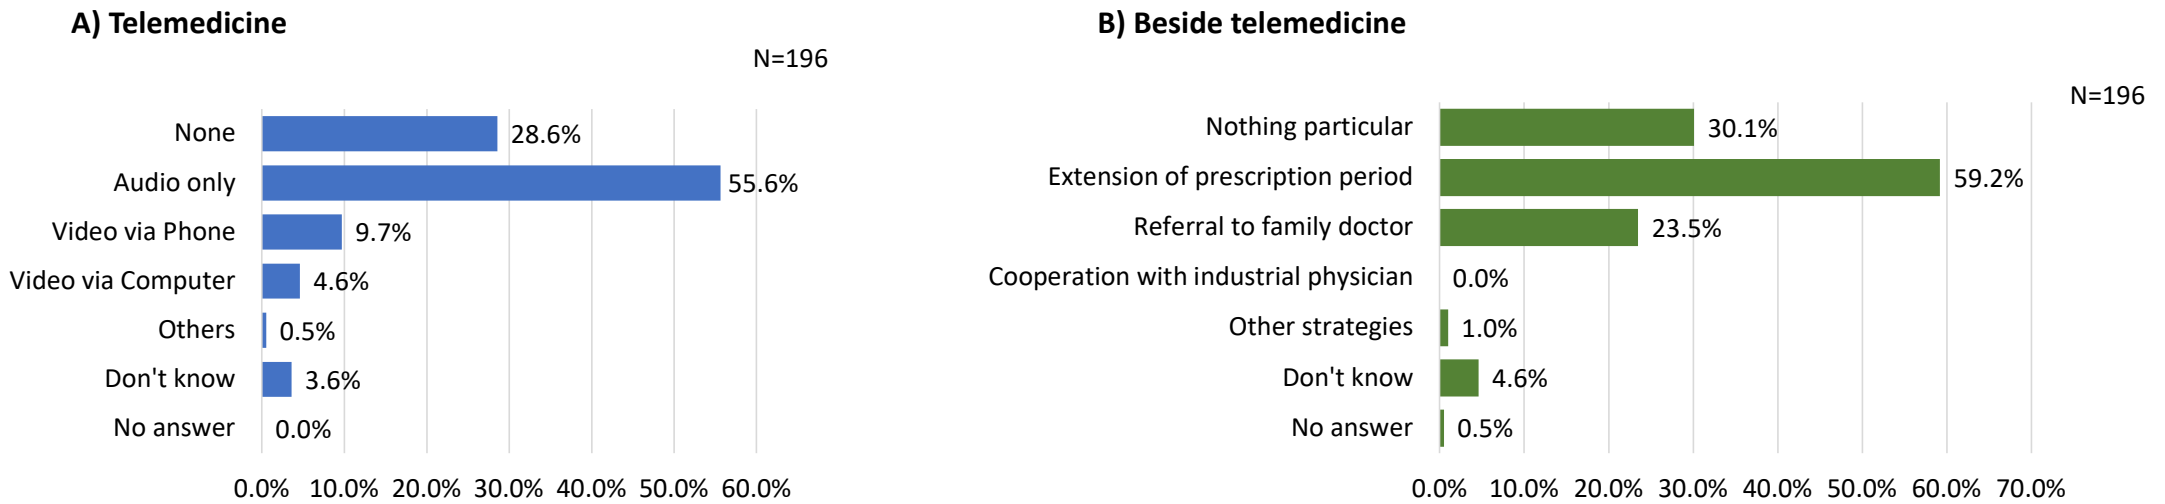 A) Telemedicine
N=196
None 28.6%
Audio only 55.6%
Video via Phone 9.7%
Video via Computer 4.6%
Others 0.5%
Don't know 3.6%
No answer 0.0%
0.0% 10.0% 20.0% 30.0% 40.0% 50.0% 60.0%
B) Beside telemedicine
N=196
Nothing particular 30.1%
Extension of prescription period 59.2%
Referral to family doctor 23.5%
Cooperation with industrial physician 0.0%
Other strategies 1.0%
Don't know 4.6%
No answer 0.5%
0.0% 10.0% 20.0% 30.0% 40.0% 50.0% 60.0% 70.0%